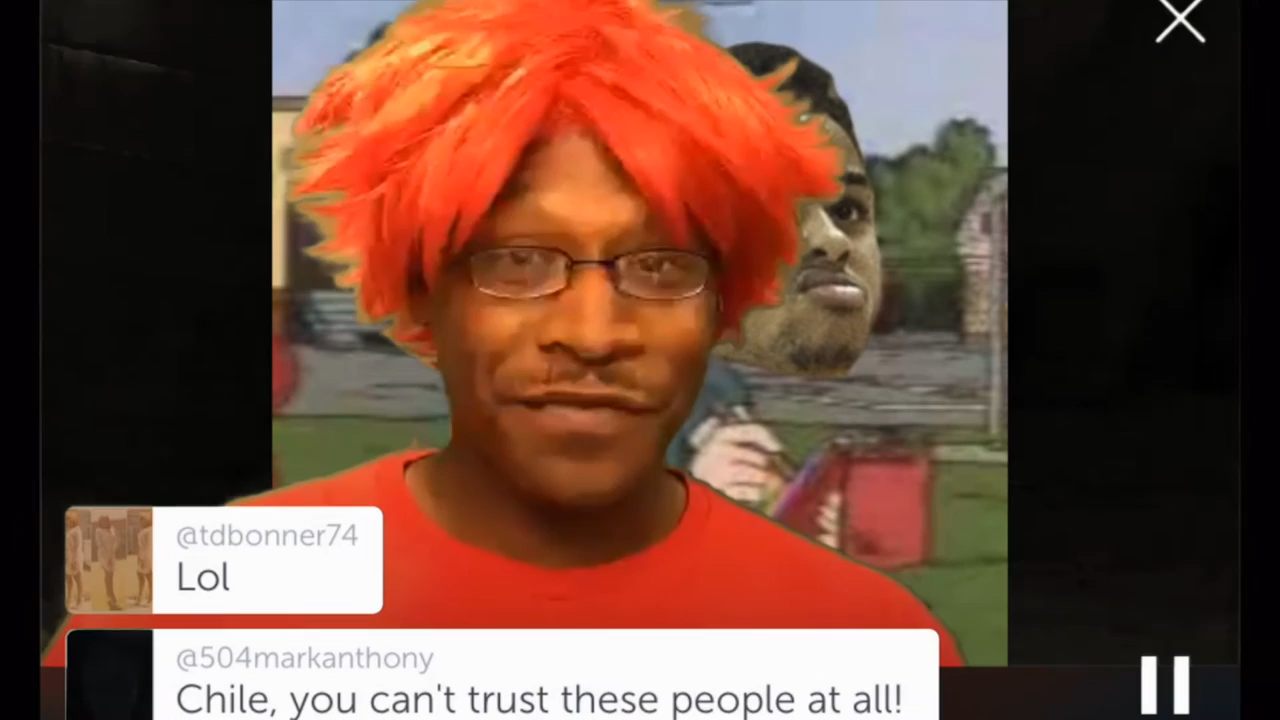 @tdbonner74
Lol
@504markanthony
Chile, you can't trust these people at all!